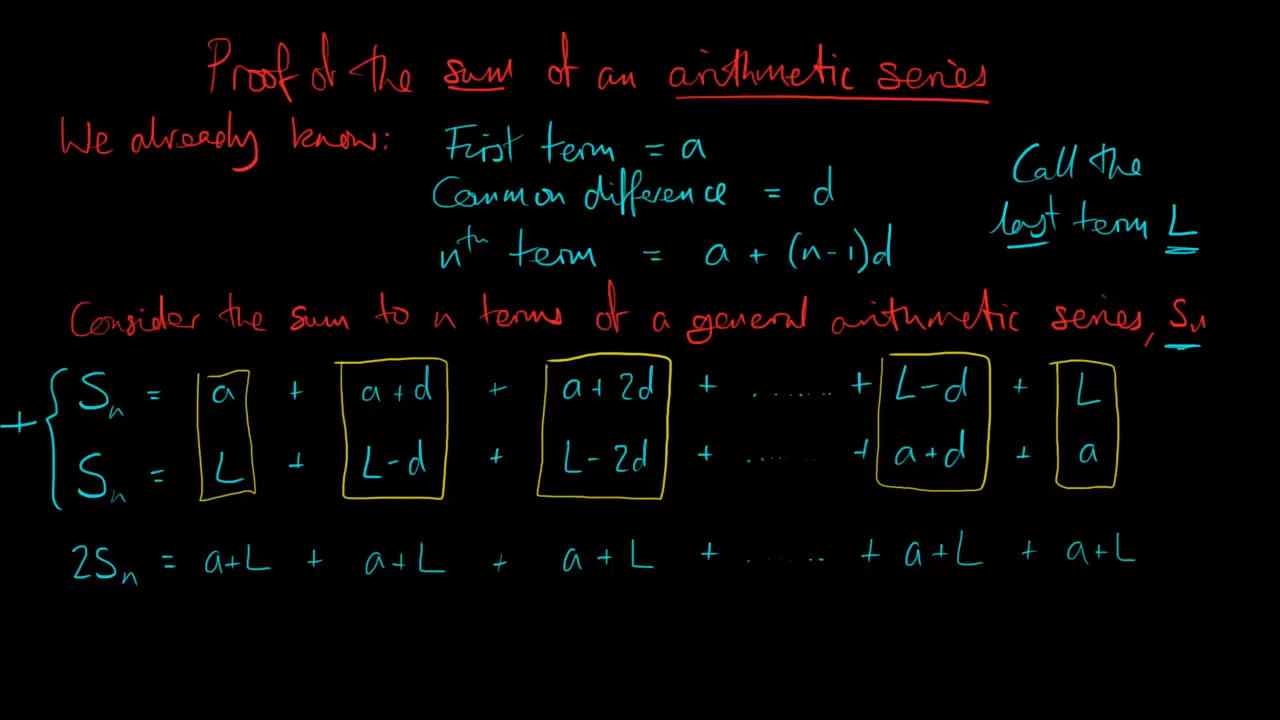 Proof of the sum of an arithmetic series
We already know:
First term = a
Common difference = d
nth term = a + (n-1)d
Call the
last term L
Consider the sum to n terms of a general arithmetic series, Sn
+ { Sn = a + a+d + a+2d + ........ + L-d + L
Sn = L + L-d + L-2d + ....... + a+d + a
2Sn = a+L + a+L + a+L + ....... + a+L + a+L